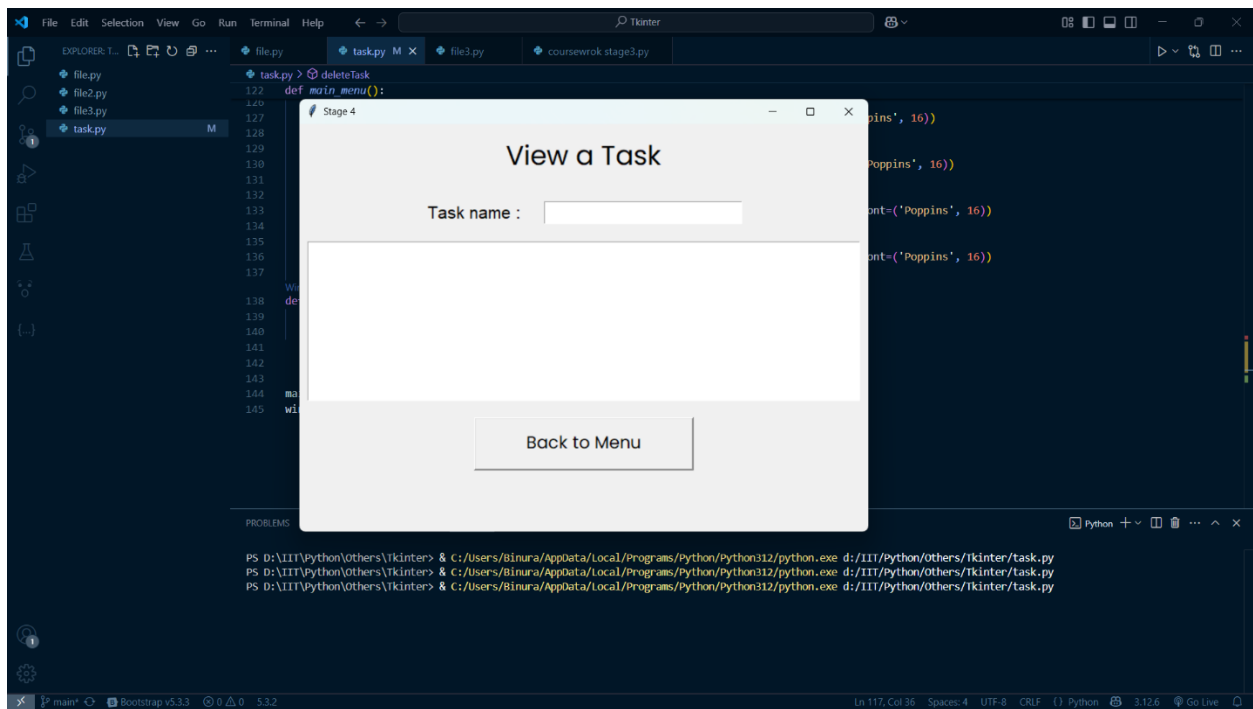 File Edit Selection View Go Run Terminal Help
Tkinter
EXPLORER: T...
file.py
file2.py
file3.py
task.py M
1
file.py
task.py M
file3.py
coursewrok stage3.py
task.py > deleteTask
122 def main_menu():
126
127 pins', 16))
128
129
130 Poppins', 16))
131
132
133 ont=('Poppins', 16))
134
135
136 ont=('Poppins', 16))
137
138 de
139
140
141
142
143
144 ma
145 wi
Stage 4
View a Task
Task name :
Back to Menu
PROBLEMS
Python
PS D:\IIT\Python\Others\Tkinter> & C:/Users/Binura/AppData/Local/Programs/Python/Python312/python.exe d:/IIT/Python/Others/Tkinter/task.py
PS D:\IIT\Python\Others\Tkinter> & C:/Users/Binura/AppData/Local/Programs/Python/Python312/python.exe d:/IIT/Python/Others/Tkinter/task.py
PS D:\IIT\Python\Others\Tkinter> & C:/Users/Binura/AppData/Local/Programs/Python/Python312/python.exe d:/IIT/Python/Others/Tkinter/task.py
1
main* Bootstrap v5.3.3 0 0 5.3.2 Ln 117, Col 36 Spaces: 4 UTF-8 CRLF {} Python 3.12.6 Go Live